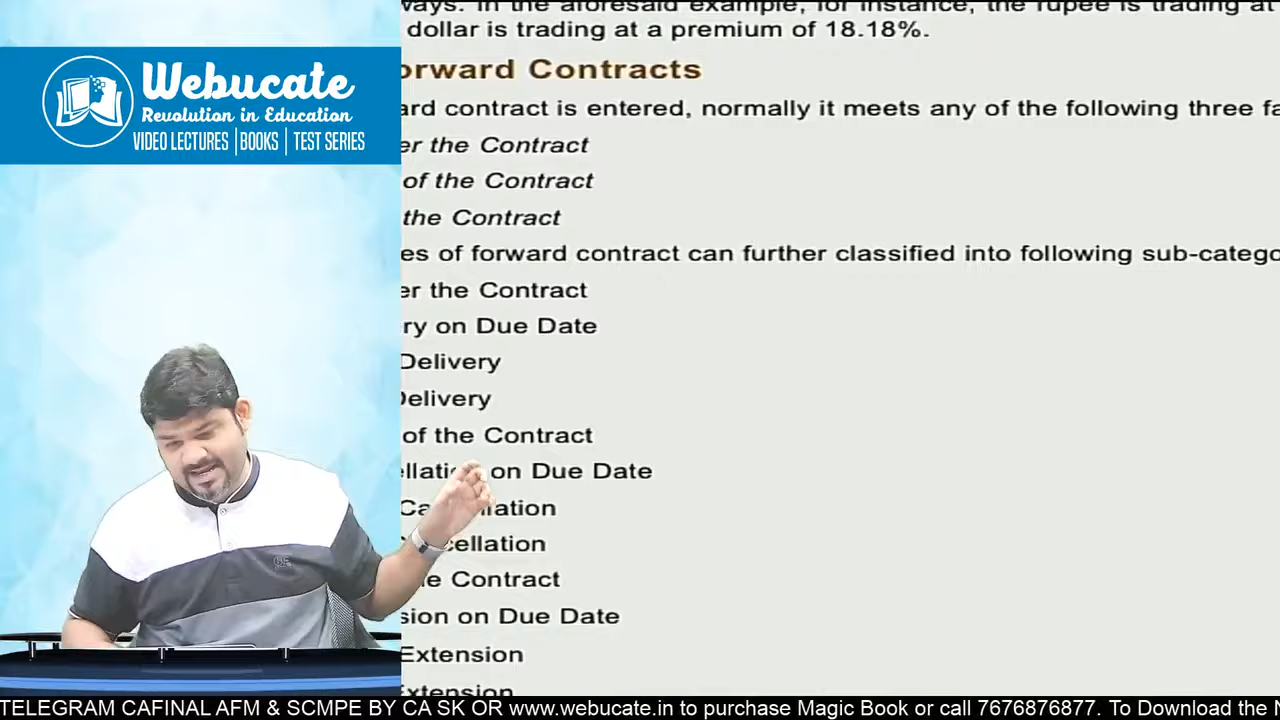 ways. In the aforesaid example, for instance, the rupee is trading at
dollar is trading at a premium of 18.18%.
Webucate
Revolution in Education
VIDEO LECTURES | BOOKS | TEST SERIES
orward Contracts
ard contract is entered, normally it meets any of the following three fa
er the Contract
of the Contract
the Contract
es of forward contract can further classified into following sub-catego
er the Contract
ry on Due Date
Delivery
Delivery
of the Contract
on Due Date
cellation
e Contract
sion on Due Date
Extension
Extension
TELEGRAM CAFINAL AFM & SCMPE BY CA SK OR www.webucate.in to purchase Magic Book or call 7676876877. To Download the N